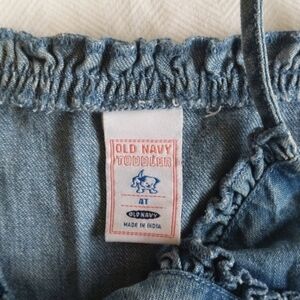 OLD NAVY
TODDLER
4T
OLD NAVY
MADE IN INDIA